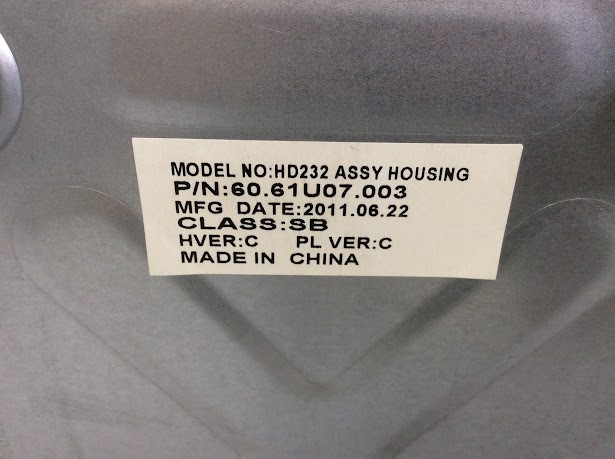 MODEL NO:HD232 ASSY HOUSING
P/N:60.61U07.003
MFG DATE:2011.06.22
CLASS:SB
HVER:C PL VER:C
MADE IN CHINA